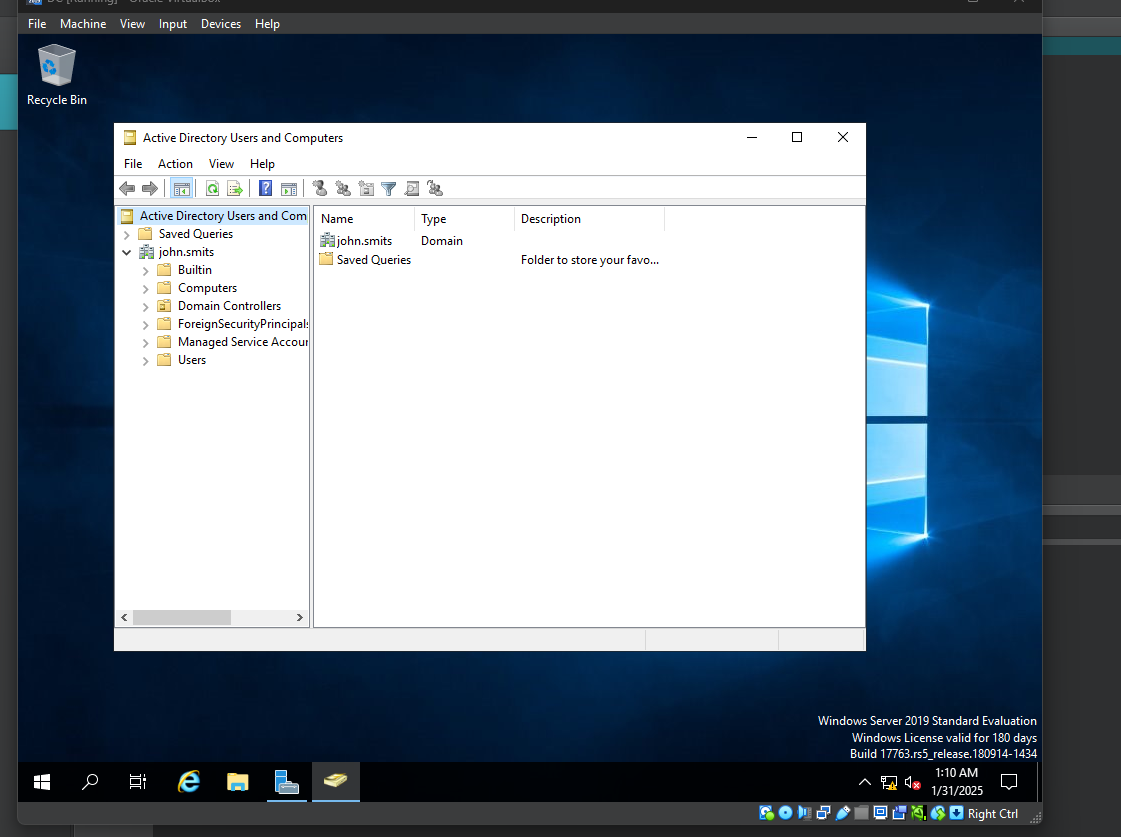 DC [Running] - Oracle VirtualBox
File Machine View Input Devices Help
Recycle Bin
Active Directory Users and Computers
File Action View Help
Active Directory Users and Com
Saved Queries
john.smits
Builtin
Computers
Domain Controllers
ForeignSecurityPrincipals
Managed Service Accour
Users
Name Type Description
john.smits Domain
Saved Queries Folder to store your favo...
Windows Server 2019 Standard Evaluation
Windows License valid for 180 days
Build 17763.rs5_release.180914-1434
1:10 AM
1/31/2025
Right Ctrl